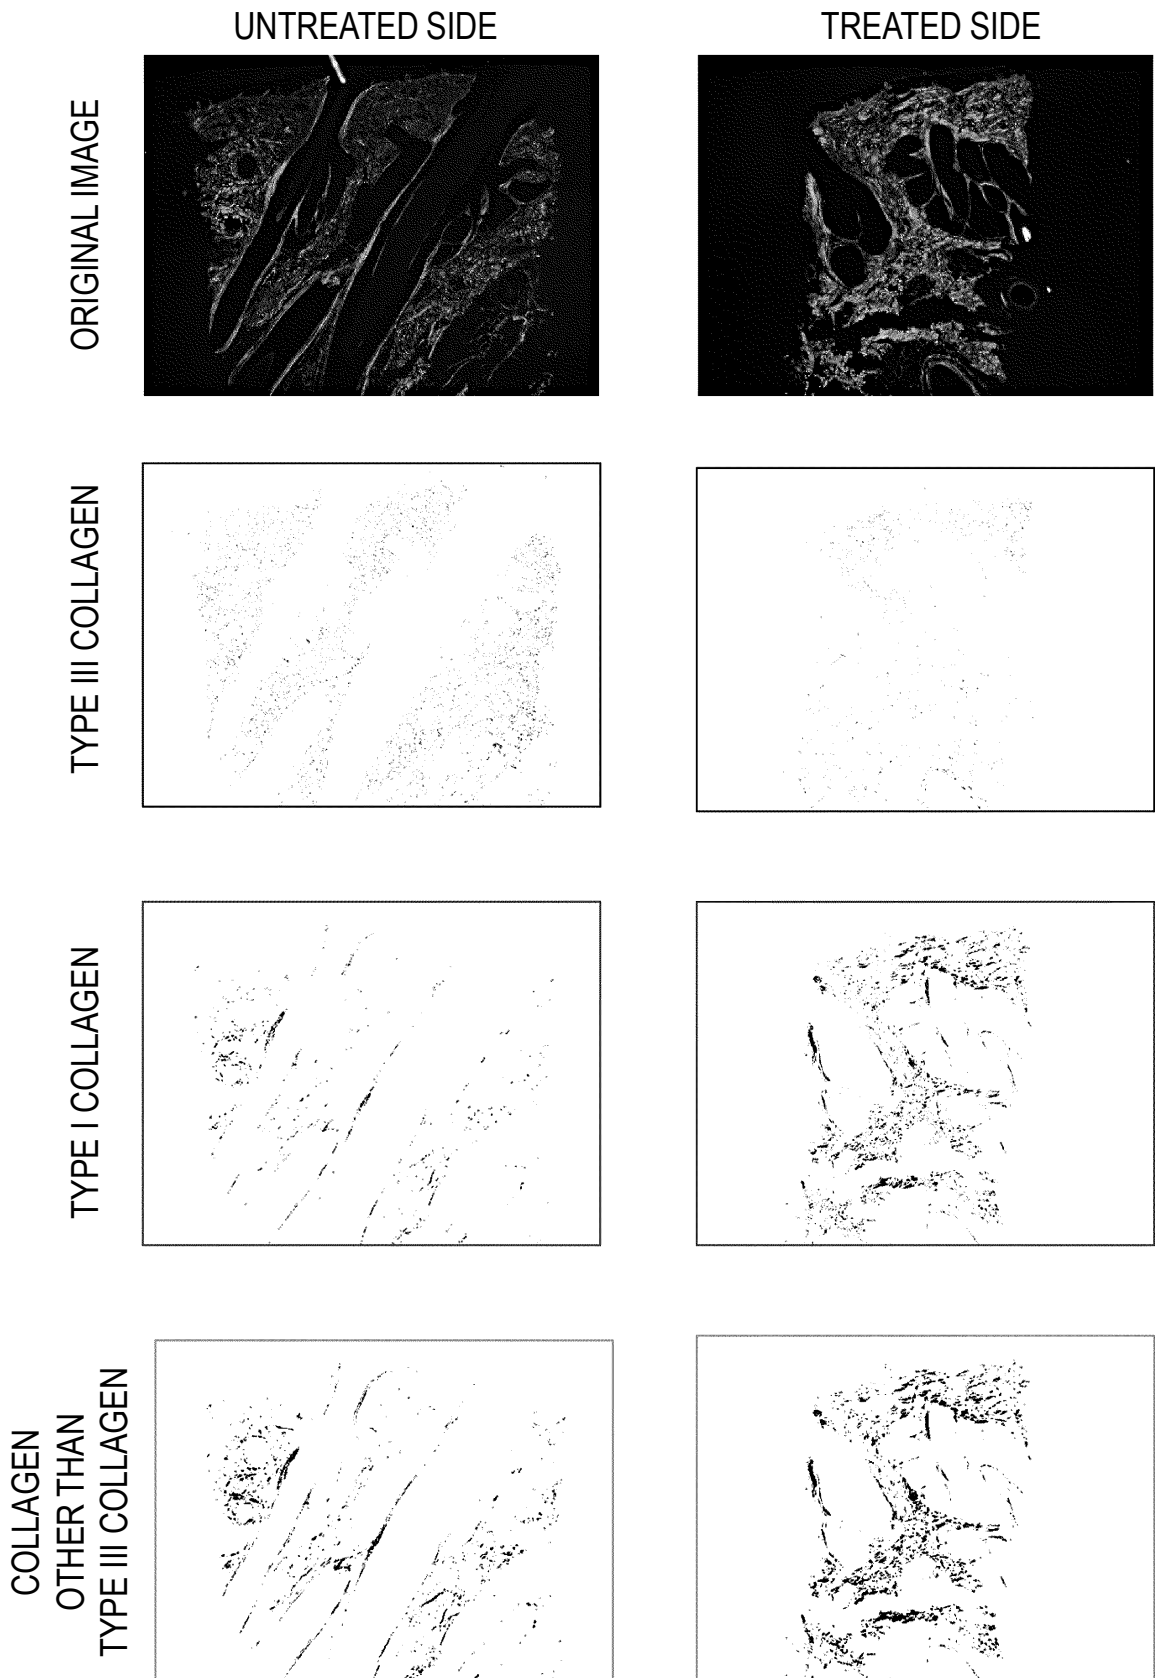 UNTREATED SIDE
TREATED SIDE
ORIGINAL IMAGE
TYPE III COLLAGEN
TYPE I COLLAGEN
COLLAGEN
OTHER THAN
TYPE III COLLAGEN